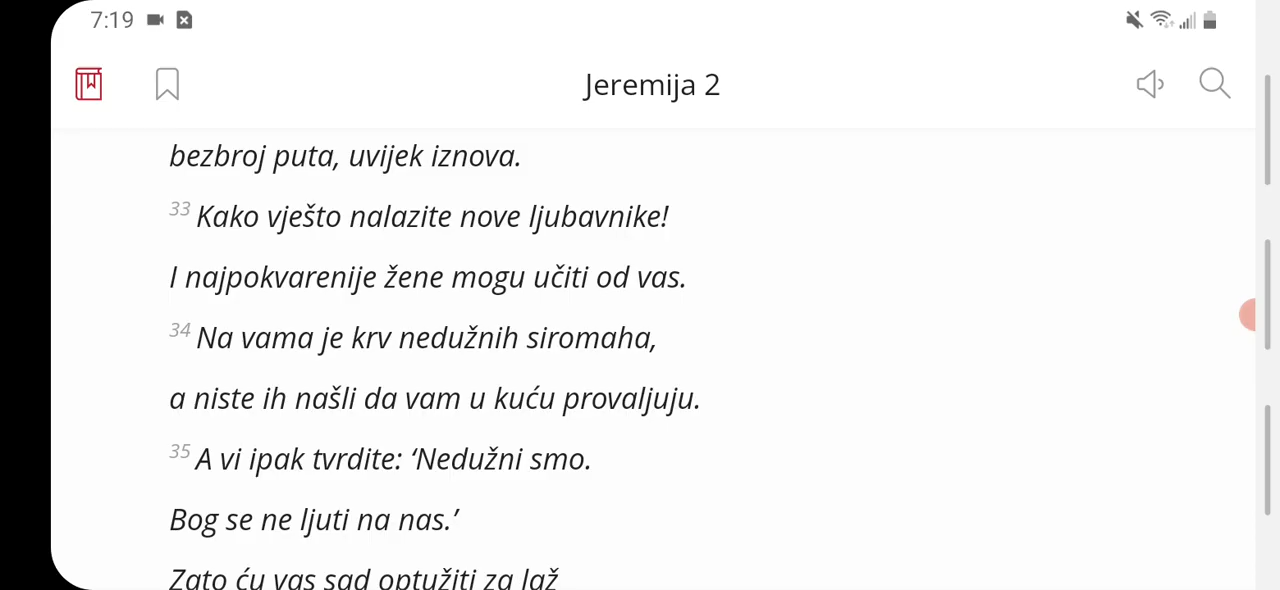 7:19
Jeremija 2
bezbroj puta, uvijek iznova.
33 Kako vješto nalazite nove ljubavnike!
I najpokvarenije žene mogu učiti od vas.
34 Na vama je krv nedužnih siromaha,
a niste ih našli da vam u kuću provaljuju.
35 A vi ipak tvrdite: ‘Nedužni smo.
Bog se ne ljuti na nas.’
Zato ću vas sad optužiti za laž